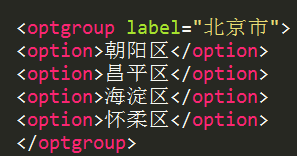 <optgroup label="北京市">
<option>朝阳区</option>
<option>昌平区</option>
<option>海淀区</option>
<option>怀柔区</option>
</optgroup>